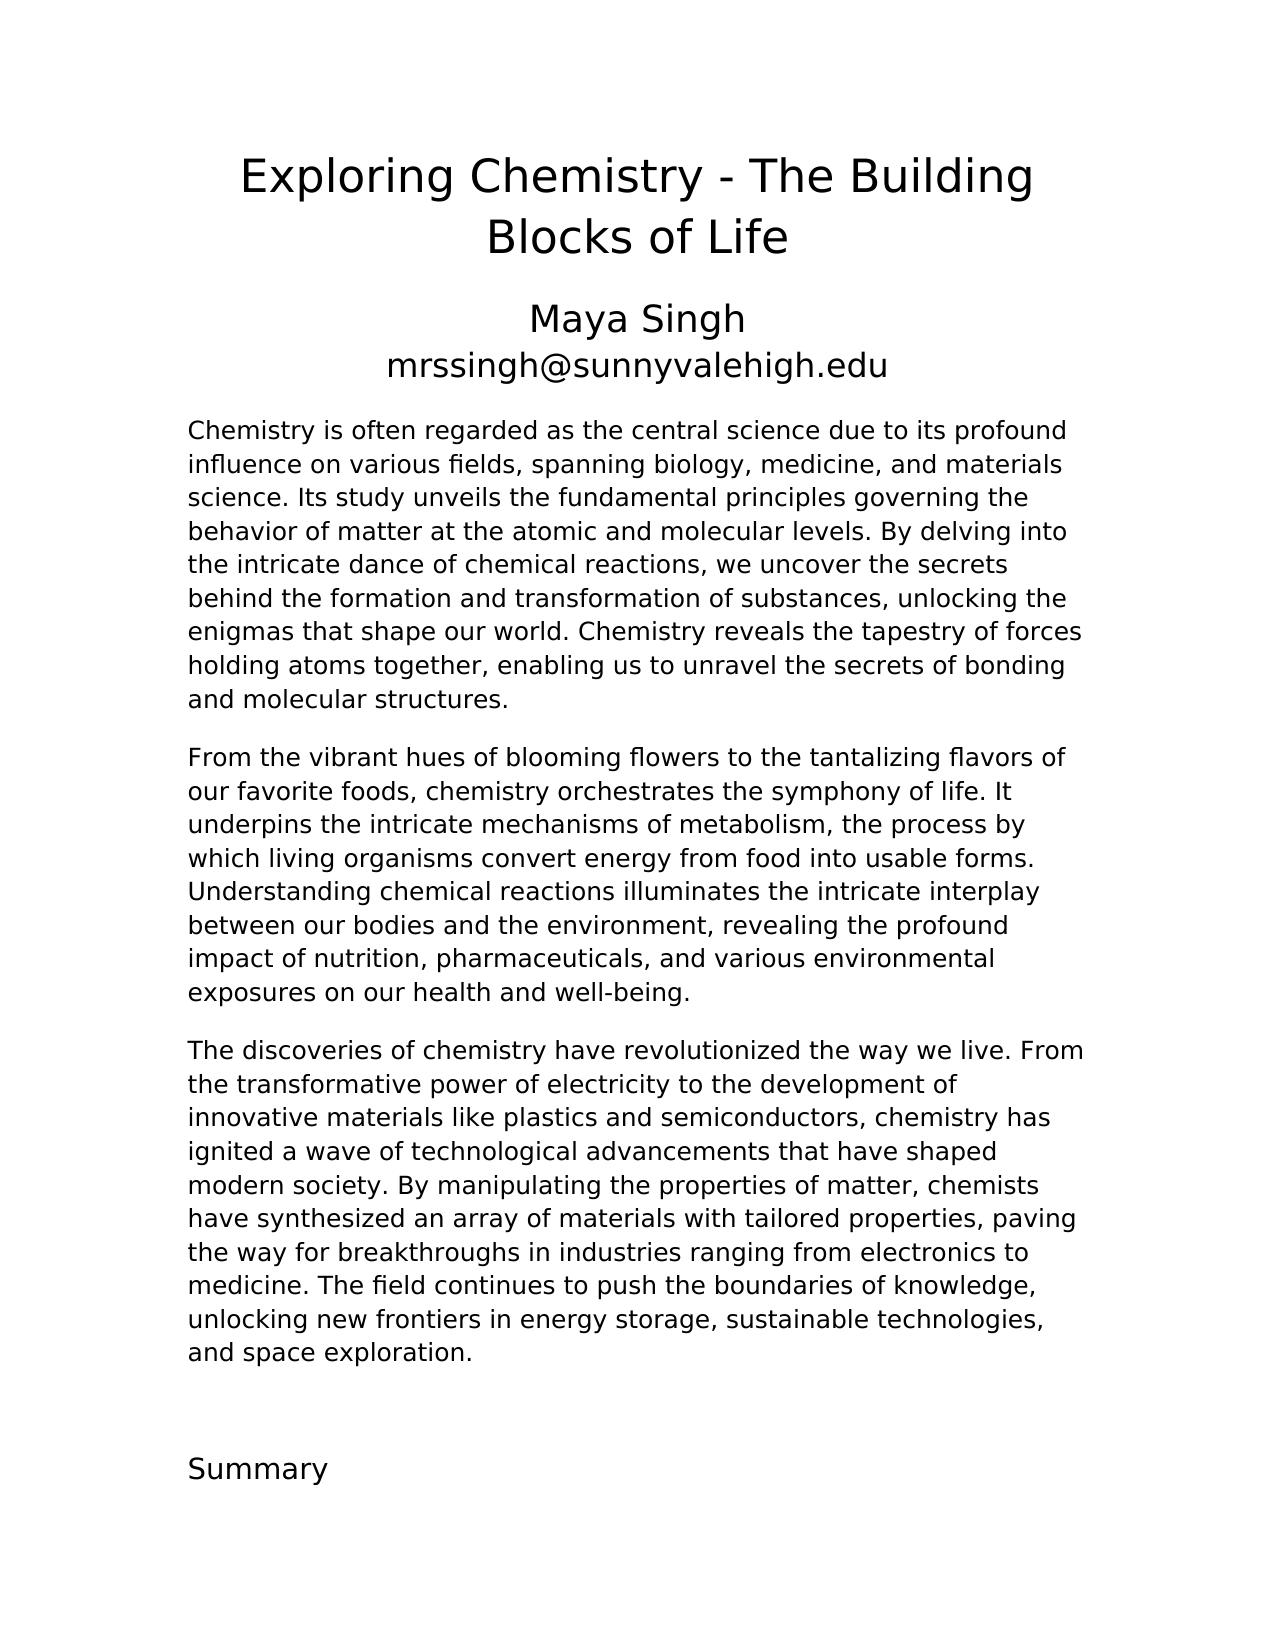 Exploring Chemistry - The Building
Blocks of Life
Maya Singh
mrssingh@sunnyvalehigh.edu
Chemistry is often regarded as the central science due to its profound
influence on various fields, spanning biology, medicine, and materials
science. Its study unveils the fundamental principles governing the
behavior of matter at the atomic and molecular levels. By delving into
the intricate dance of chemical reactions, we uncover the secrets
behind the formation and transformation of substances, unlocking the
enigmas that shape our world. Chemistry reveals the tapestry of forces
holding atoms together, enabling us to unravel the secrets of bonding
and molecular structures.
From the vibrant hues of blooming flowers to the tantalizing flavors of
our favorite foods, chemistry orchestrates the symphony of life. It
underpins the intricate mechanisms of metabolism, the process by
which living organisms convert energy from food into usable forms.
Understanding chemical reactions illuminates the intricate interplay
between our bodies and the environment, revealing the profound
impact of nutrition, pharmaceuticals, and various environmental
exposures on our health and well-being.
The discoveries of chemistry have revolutionized the way we live. From
the transformative power of electricity to the development of
innovative materials like plastics and semiconductors, chemistry has
ignited a wave of technological advancements that have shaped
modern society. By manipulating the properties of matter, chemists
have synthesized an array of materials with tailored properties, paving
the way for breakthroughs in industries ranging from electronics to
medicine. The field continues to push the boundaries of knowledge,
unlocking new frontiers in energy storage, sustainable technologies,
and space exploration.
Summary